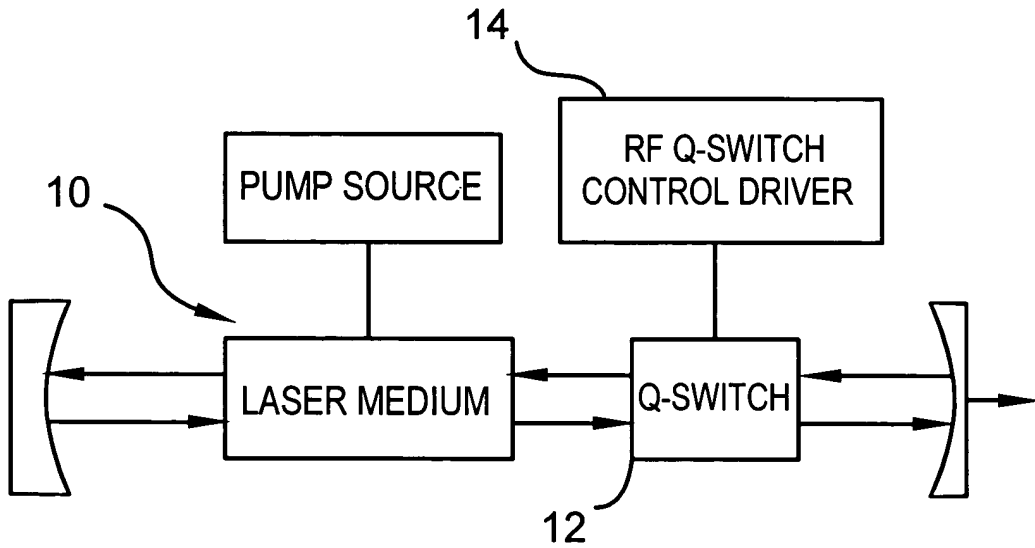 14
PUMP SOURCE
RF Q-SWITCH
CONTROL DRIVER
10
LASER MEDIUM
Q-SWITCH
12